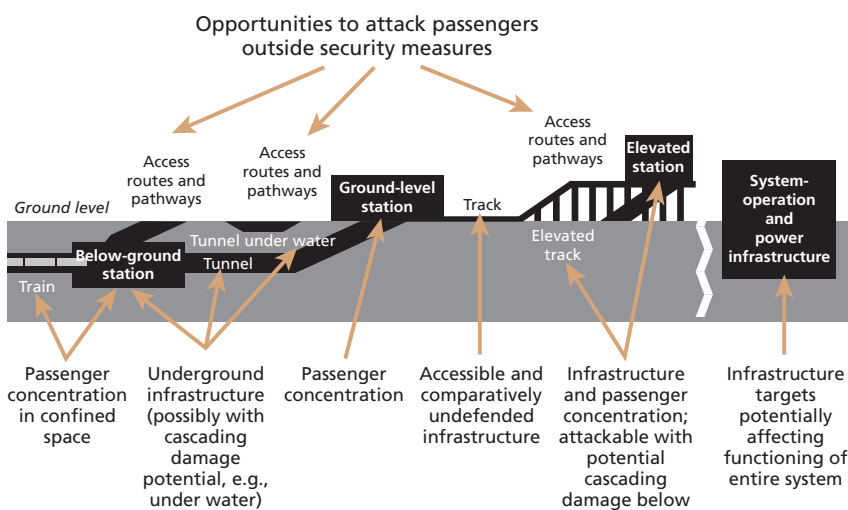 Opportunities to attack passengers
outside security measures
Access
routes and
pathways
Access
routes and
pathways
Access
routes and
pathways
Elevated
station
Ground level
Ground-level
station
Track
System-
operation
and
power
infrastructure
Tunnel under water
Elevated
track
Below-ground
station
Tunnel
Train
Passenger
concentration
in confined
space
Underground
infrastructure
(possibly with
cascading
damage
potential, e.g.,
under water)
Passenger
concentration
Accessible and
comparatively
undefended
infrastructure
Infrastructure
and passenger
concentration;
attackable with
potential
cascading
damage below
Infrastructure
targets
potentially
affecting
functioning of
entire system